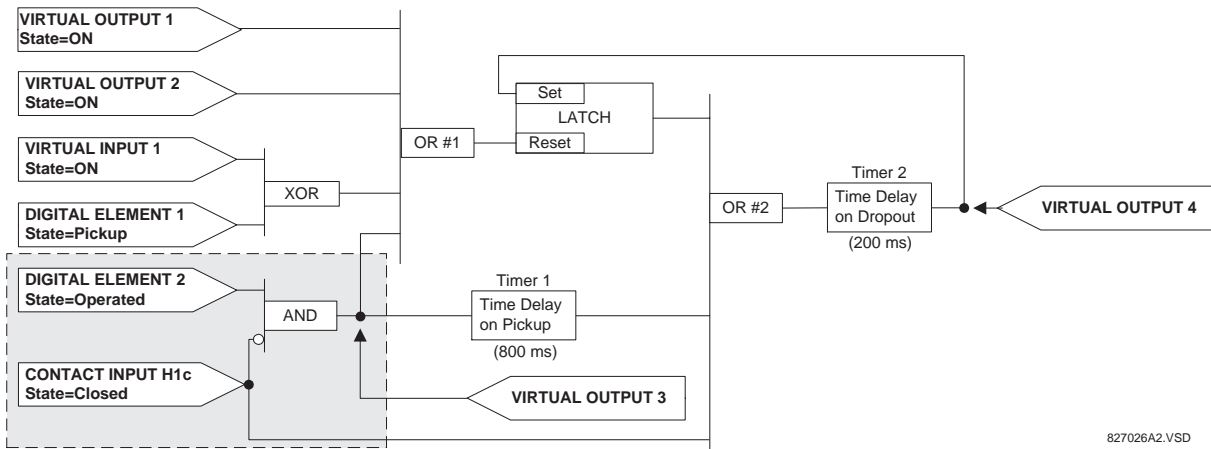 VIRTUAL OUTPUT 1
State=ON
VIRTUAL OUTPUT 2
State=ON
Set
LATCH
OR #1
Reset
VIRTUAL INPUT 1
State=ON
XOR
Timer 2
OR #2
Time Delay
on Dropout
(200 ms)
VIRTUAL OUTPUT 4
DIGITAL ELEMENT 1
State=Pickup
DIGITAL ELEMENT 2
State=Operated
AND
Timer 1
Time Delay
on Pickup
(800 ms)
CONTACT INPUT H1c
State=Closed
VIRTUAL OUTPUT 3
827026A2.VSD